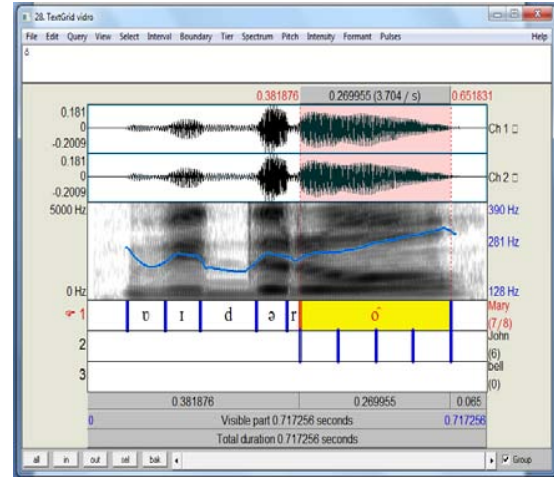 28. TextGrid vidro
File Edit Query View Select Interval Boundary Tier Spectrum Pitch Intensity Formant Pulses Help
0.381876 0.269955 (3.704 / s) 0.651831
0.181
0
-0.2009
Ch 1
0.181
0
-0.2009
Ch 2
5000 Hz 390 Hz
281 Hz
0 Hz 128 Hz
1 ʋ ɪ d ə r Mary
(7/8)
2 John
(6)
3 bell
(0)
0.381876 0.269955 0.065
0 Visible part 0.717256 seconds 0.717256
Total duration 0.717256 seconds
all in out sel bak Group